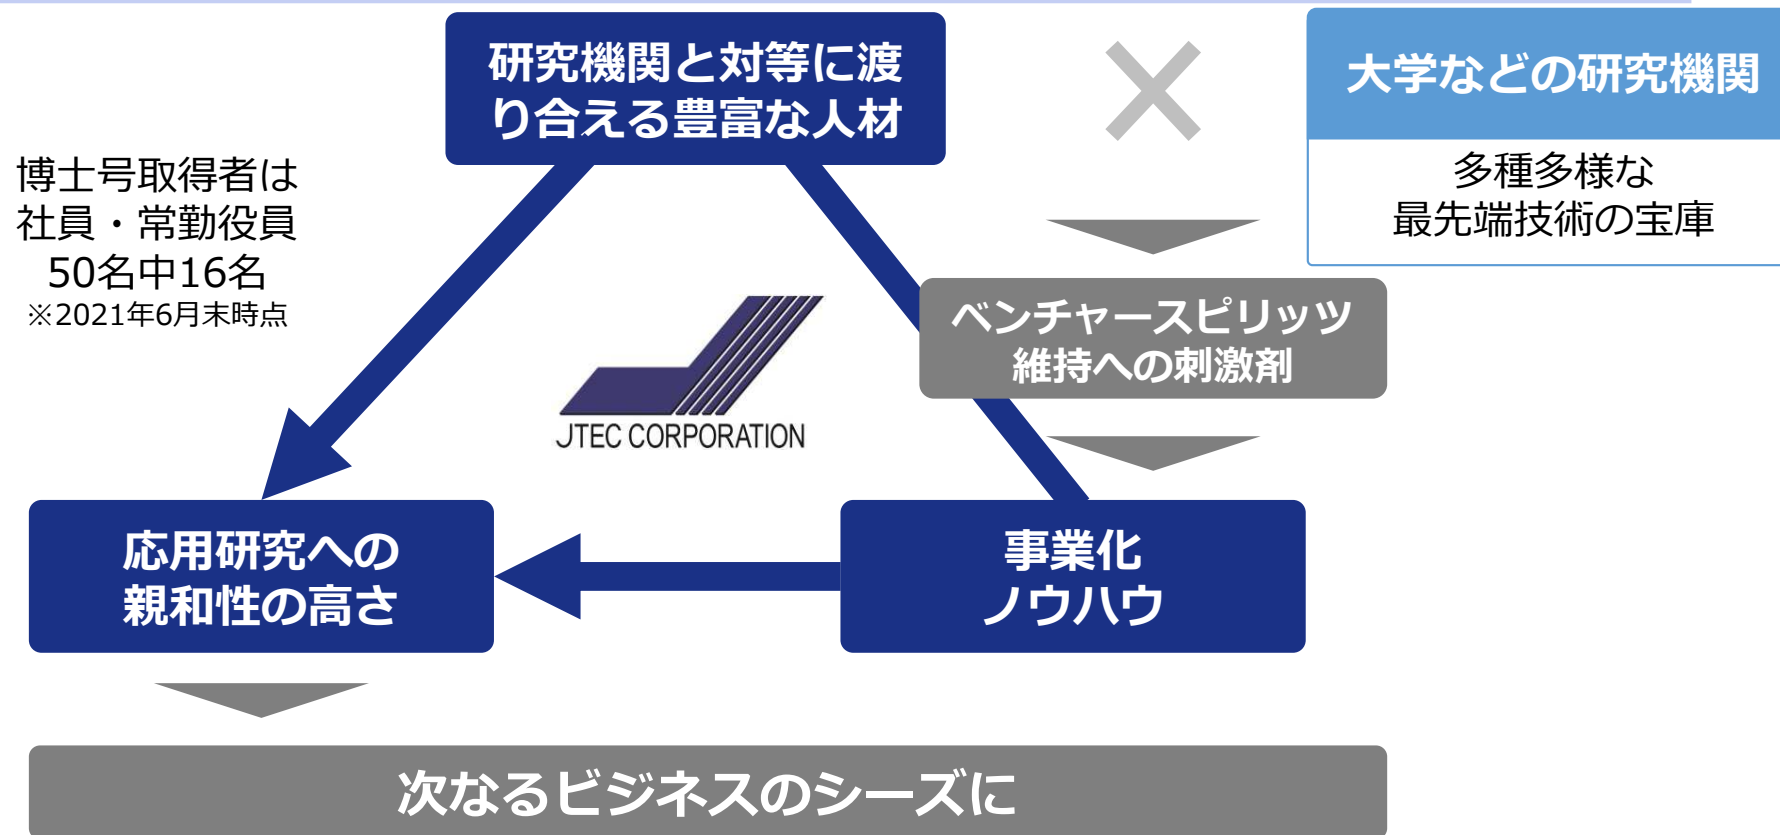 研究機関と対等に渡
り合える豊富な人材
大学などの研究機関
多種多様な
最先端技術の宝庫
博士号取得者は
社員・常勤役員
50名中16名
※2021年6月末時点
ベンチャースピリッツ
維持への刺激剤
JTEC CORPORATION
応用研究への
親和性の高さ
事業化
ノウハウ
次なるビジネスのシーズに